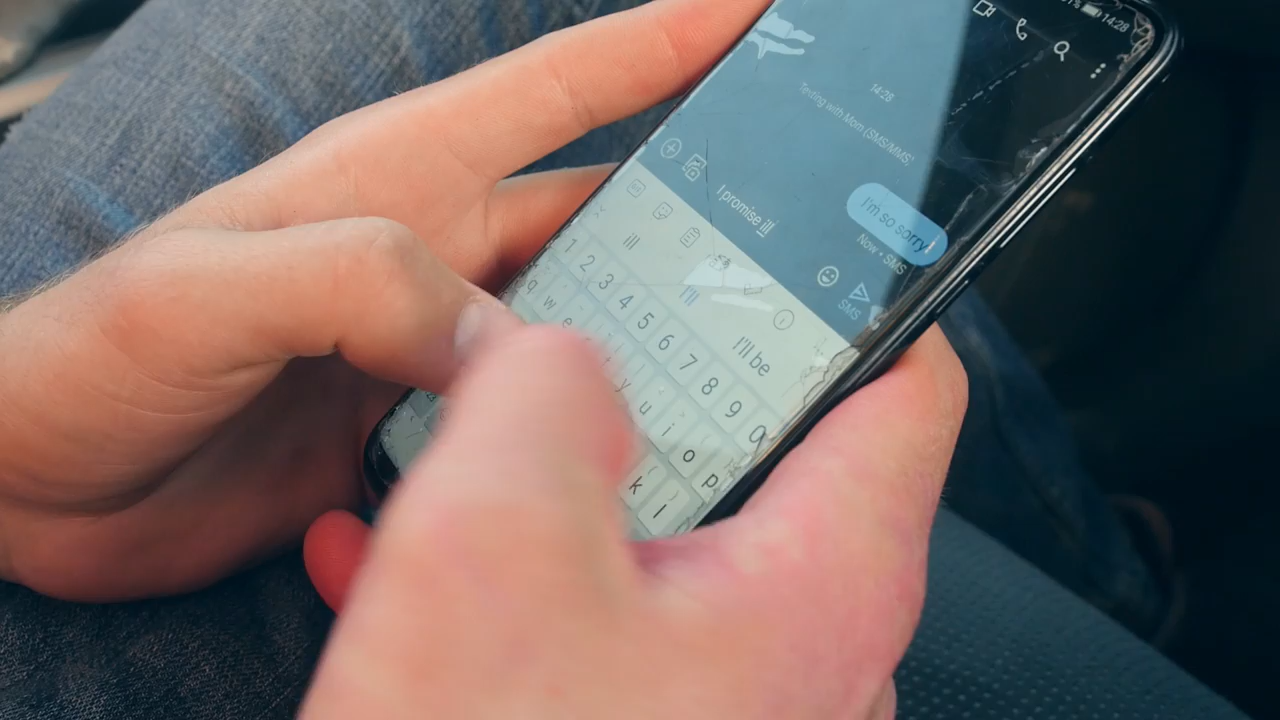 14:28
14:28
Texting with Mom (SMS/MMS)
I'm so sorry!
Now • SMS
I promise ill
SMS
I'll be
1 2 3 4 5 6 7 8 9 0
q w e y u i o p
k l